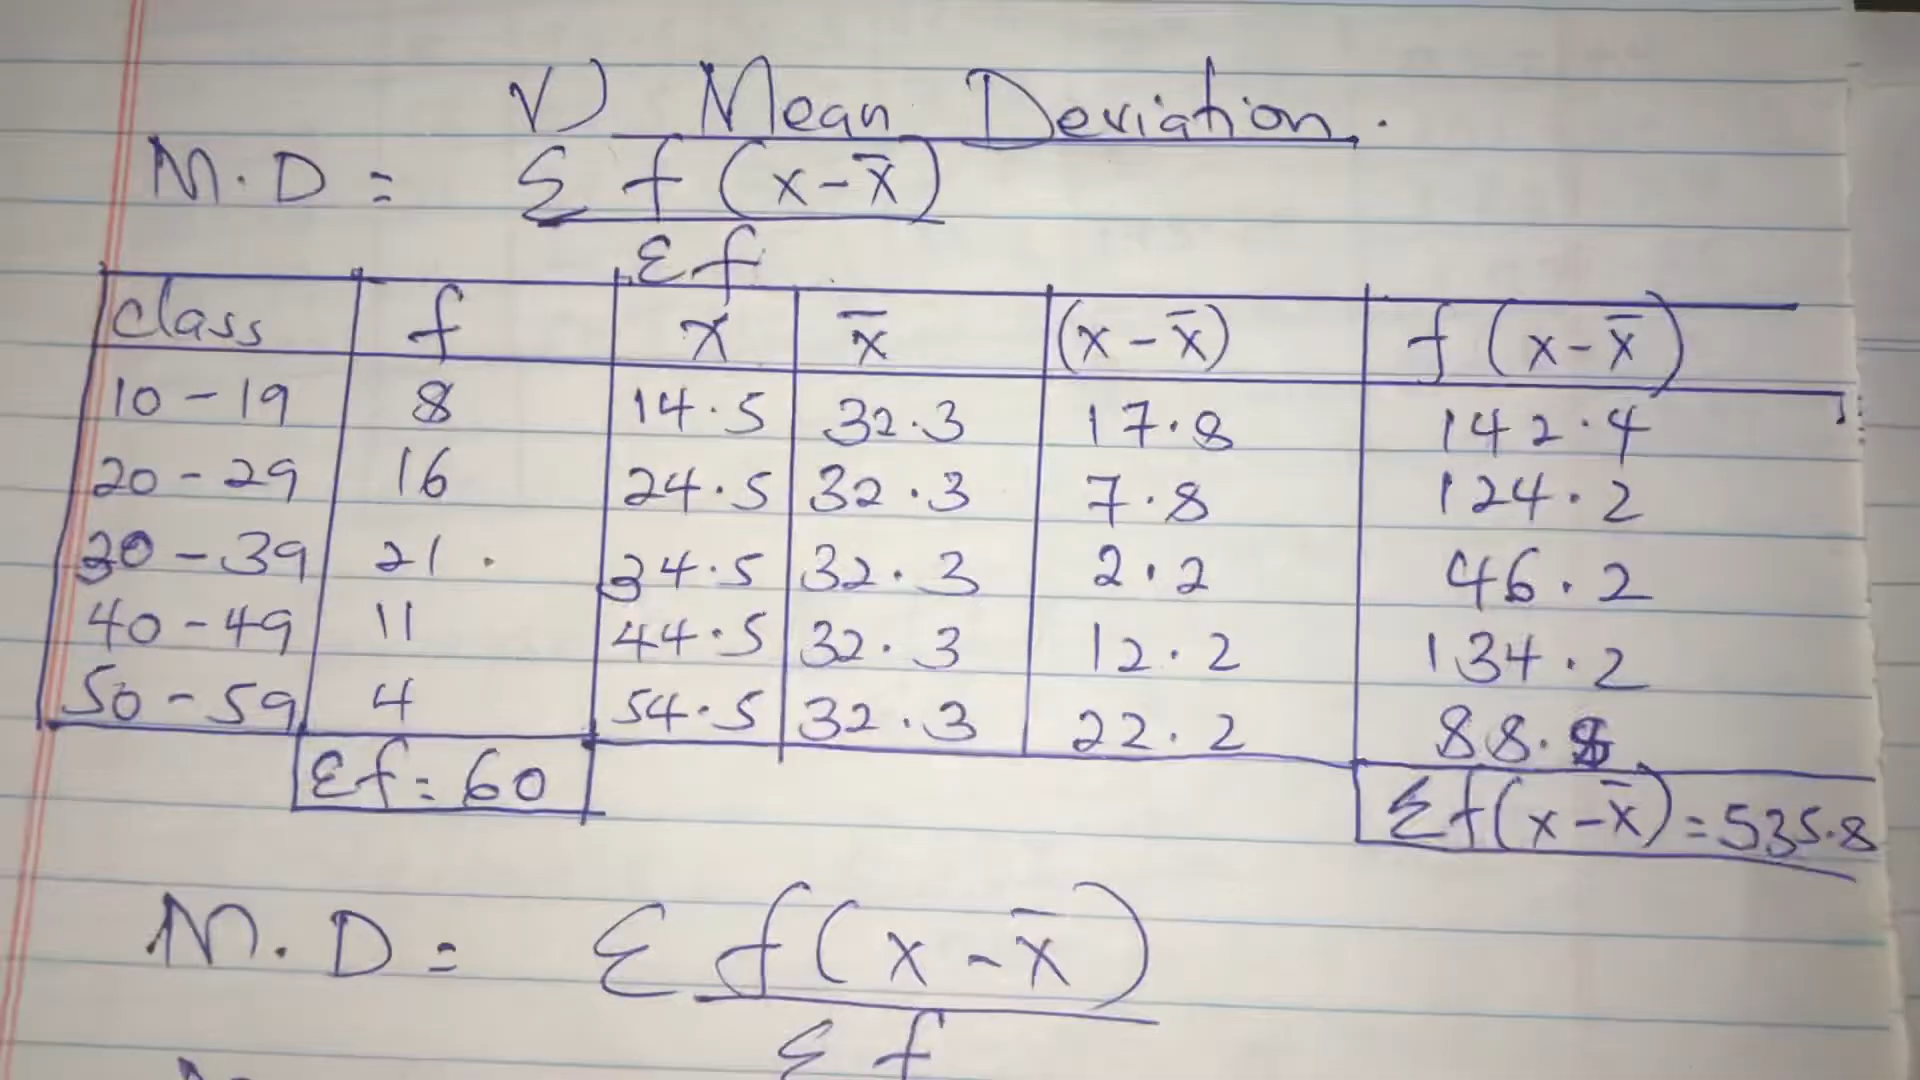 V) Mean Deviation.
M.D = Σf(x-x̄)
Σf
class f x x̄ (x-x̄) f(x-x̄)
10-19 8 14.5 32.3 17.8 142.4
20-29 16 24.5 32.3 7.8 124.2
30-39 21. 34.5 32.3 2.2 46.2
40-49 11 44.5 32.3 12.2 134.2
50-59 4 54.5 32.3 22.2 88.8
Σf=60 Σf(x-x̄)=535.8
M.D = Σf(x-x̄)
Σf